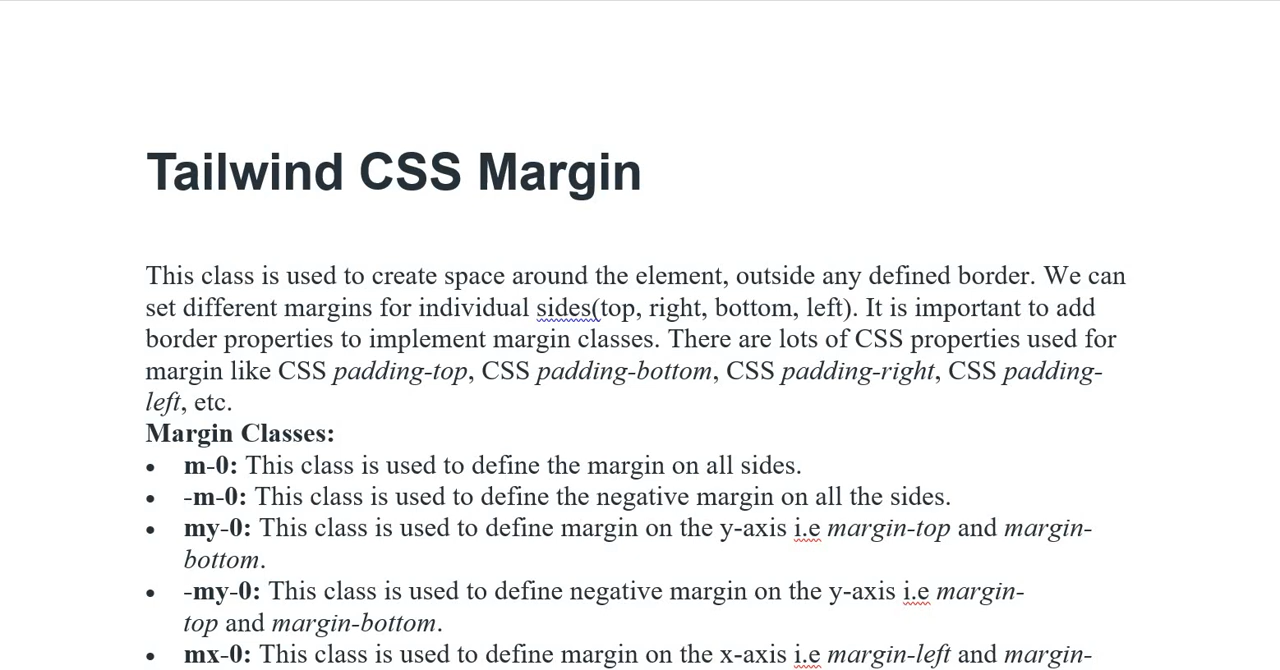 Tailwind CSS Margin
This class is used to create space around the element, outside any defined border. We can
set different margins for individual sides(top, right, bottom, left). It is important to add
border properties to implement margin classes. There are lots of CSS properties used for
margin like CSS padding-top, CSS padding-bottom, CSS padding-right, CSS padding-
left, etc.
Margin Classes:
• m-0: This class is used to define the margin on all sides.
• -m-0: This class is used to define the negative margin on all the sides.
• my-0: This class is used to define margin on the y-axis i.e margin-top and margin-
bottom.
• -my-0: This class is used to define negative margin on the y-axis i.e margin-
top and margin-bottom.
• mx-0: This class is used to define margin on the x-axis i.e margin-left and margin-